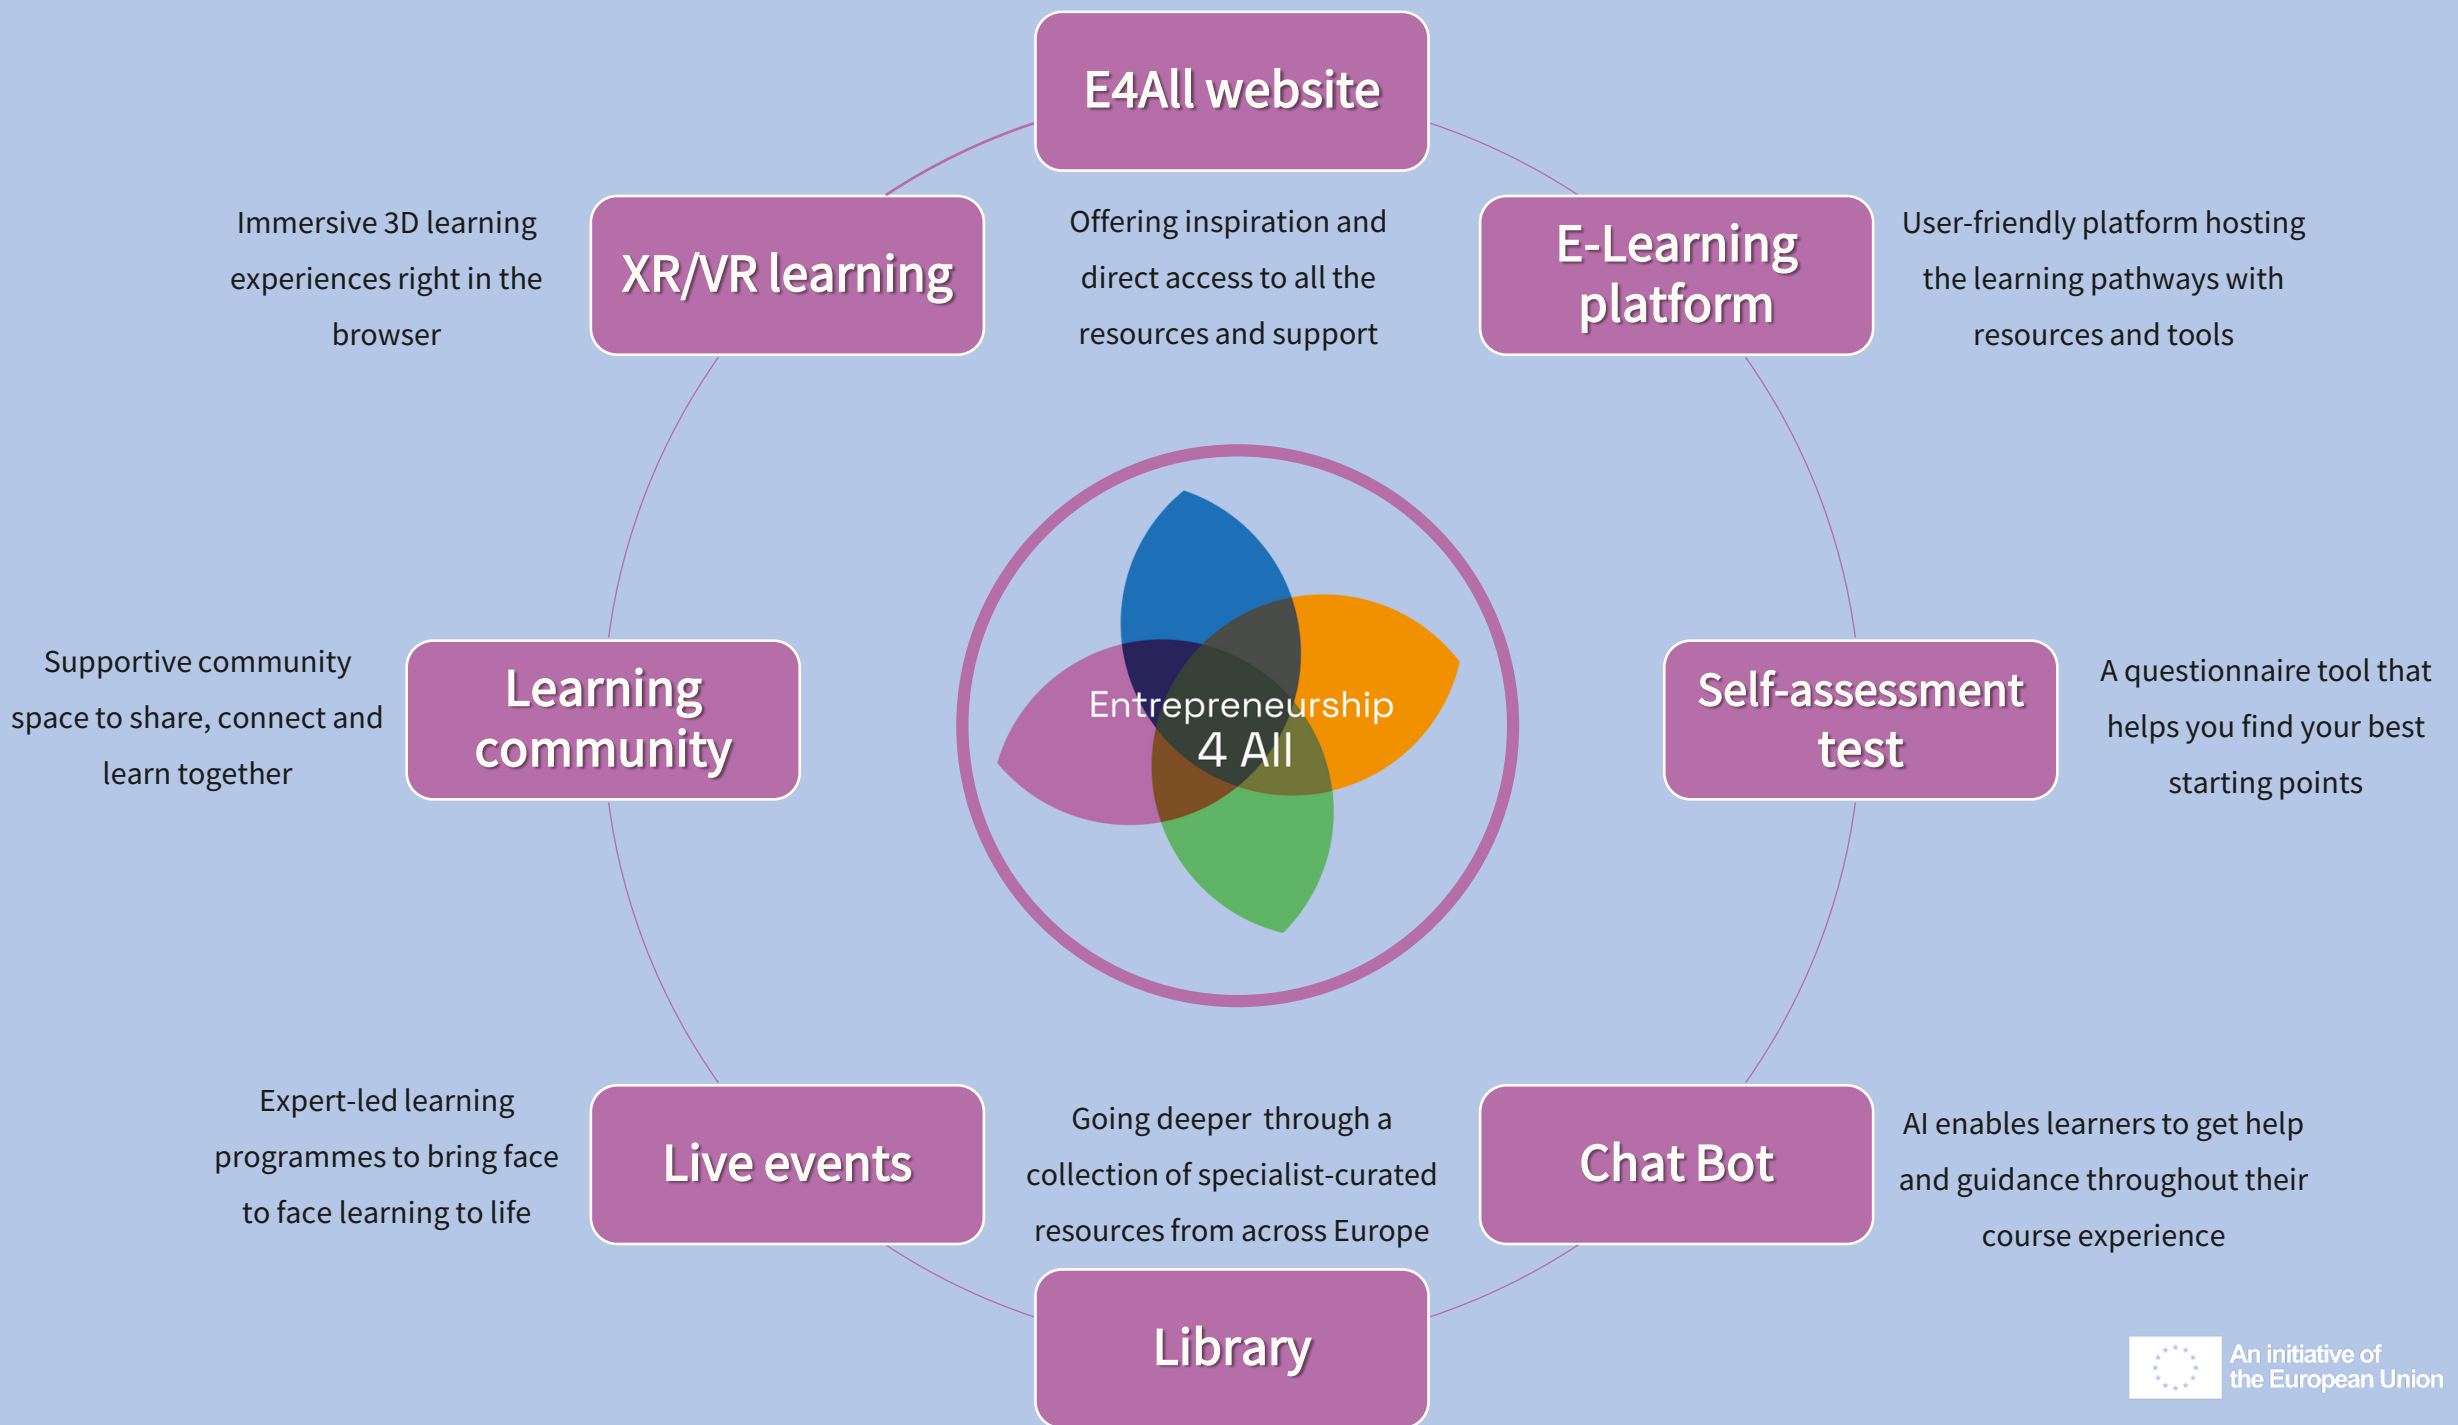 E4All website
Offering inspiration and
direct access to all the
resources and support
E-Learning
platform
User-friendly platform hosting
the learning pathways with
resources and tools
Self-assessment
test
A questionnaire tool that
helps you find your best
starting points
Chat Bot
AI enables learners to get help
and guidance throughout their
course experience
Going deeper through a
collection of specialist-curated
resources from across Europe
Library
Live events
Expert-led learning
programmes to bring face
to face learning to life
Learning
community
Supportive community
space to share, connect and
learn together
XR/VR learning
Immersive 3D learning
experiences right in the
browser
Entrepreneurship
4 All
An initiative of
the European Union